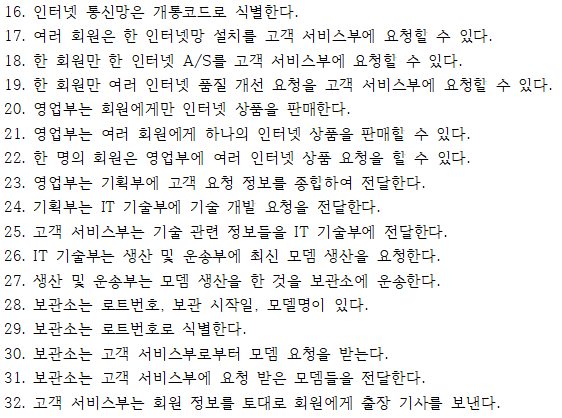 16. 인터넷 통신망은 개통코드로 식별한다.
17. 여러 회원은 한 인터넷망 설치를 고객 서비스부에 요청할 수 있다.
18. 한 회원만 한 인터넷 A/S를 고객 서비스부에 요청할 수 있다.
19. 한 회원만 여러 인터넷 품질 개선 요청을 고객 서비스부에 요청할 수 있다.
20. 영업부는 회원에게만 인터넷 상품을 판매한다.
21. 영업부는 여러 회원에게 하나의 인터넷 상품을 판매힐 수 있다.
22. 한 명의 회원은 영업부에 여러 인터넷 상품 요청을 힐 수 있다.
23. 영업부는 기획부에 고객 요청 정보를 종힙하여 전달한다.
24. 기획부는 IT 기술부에 기술 개빌 요청을 전달한다.
25. 고객 서비스부는 기술 관련 정보들을 IT 기술부에 전달한다.
26. IT 기술부는 생산 및 운송부에 최신 모뎀 생산을 요청한다.
27. 생산 및 운송부는 모뎀 생산을 한 것을 보관소에 운송한다.
28. 보관소는 로트번호, 보관 시작일, 모델명이 있다.
29. 보관소는 로트번호로 식별한다.
30. 보관소는 고객 서비스부로부터 모뎀 요청을 받는다.
31. 보관소는 고객 서비스부에 요청 받은 모뎀들을 전달한다.
32. 고객 서비스부는 회원 정보를 토대로 회원에게 출장 기사를 보낸다.